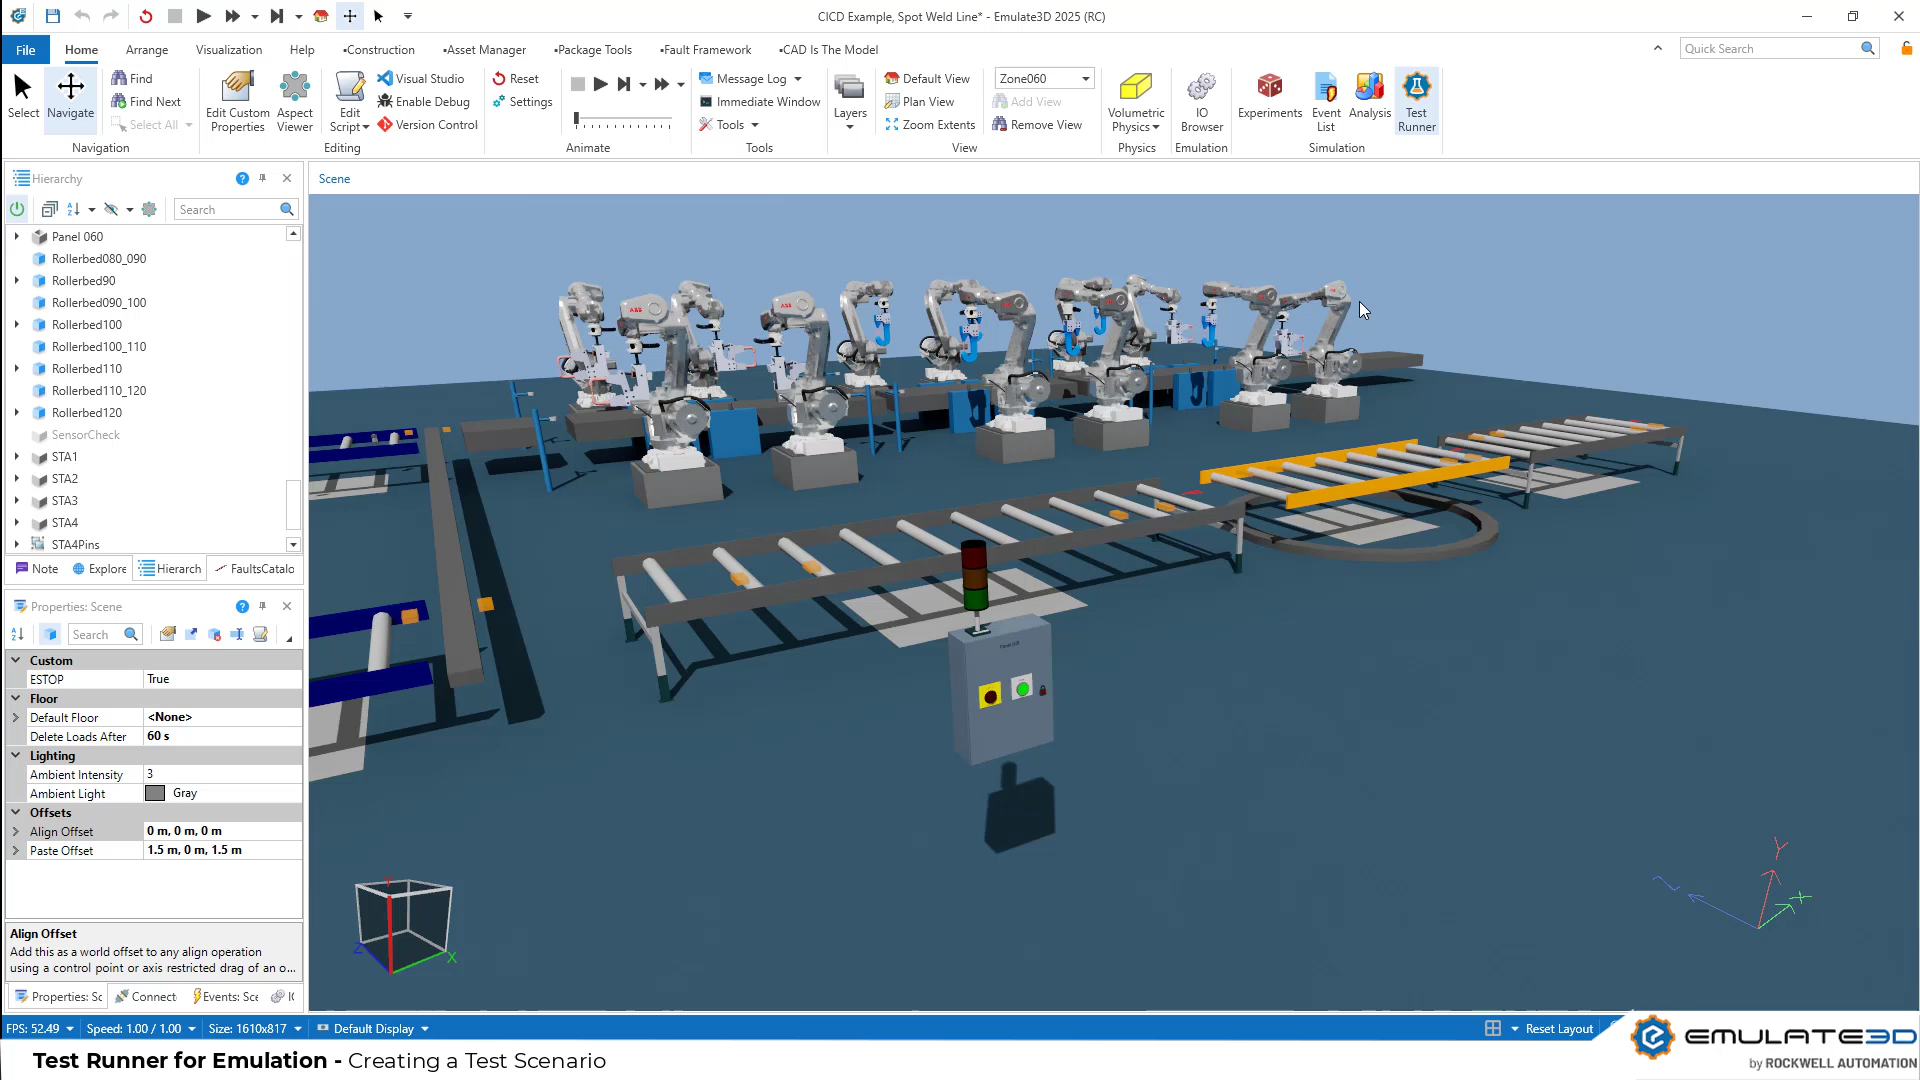 CICD Example, Spot Weld Line* - Emulate3D 2025 (RC)
File
Home
Arrange
Visualization
Help
•Construction
•Asset Manager
•Package Tools
•Fault Framework
•CAD Is The Model
Quick Search
Select
Navigate
Find
Find Next
Select All
Navigation
Edit Custom Properties
Aspect Viewer
Edit Script
Visual Studio
Enable Debug
Version Control
Editing
Reset
Settings
Animate
Message Log
Immediate Window
Tools
Tools
Layers
Default View
Plan View
Zoom Extents
Zone060
Add View
Remove View
View
Volumetric Physics
Physics
IO Browser
Emulation
Experiments
Event List
Analysis
Test Runner
Simulation
Hierarchy
Search
Panel 060
Rollerbed080_090
Rollerbed90
Rollerbed090_100
Rollerbed100
Rollerbed100_110
Rollerbed110
Rollerbed110_120
Rollerbed120
SensorCheck
STA1
STA2
STA3
STA4
STA4Pins
Note
Explore
Hierarch
FaultsCatalo
Properties: Scene
Search
Custom
ESTOP True
Floor
Default Floor <None>
Delete Loads After 60 s
Lighting
Ambient Intensity 3
Ambient Light Gray
Offsets
Align Offset 0 m, 0 m, 0 m
Paste Offset 1.5 m, 0 m, 1.5 m
Align Offset
Add this as a world offset to any align operation
using a control point or axis restricted drag of an o...
Properties: Sc
Connect
Events: Sce
IC
Scene
ABB
ABB
Y
Z
X
Y
X
FPS: 52.49
Speed: 1.00 / 1.00
Size: 1610x817
Default Display
Reset Layout
Test Runner for Emulation - Creating a Test Scenario
EMULATE3D
by ROCKWELL AUTOMATION